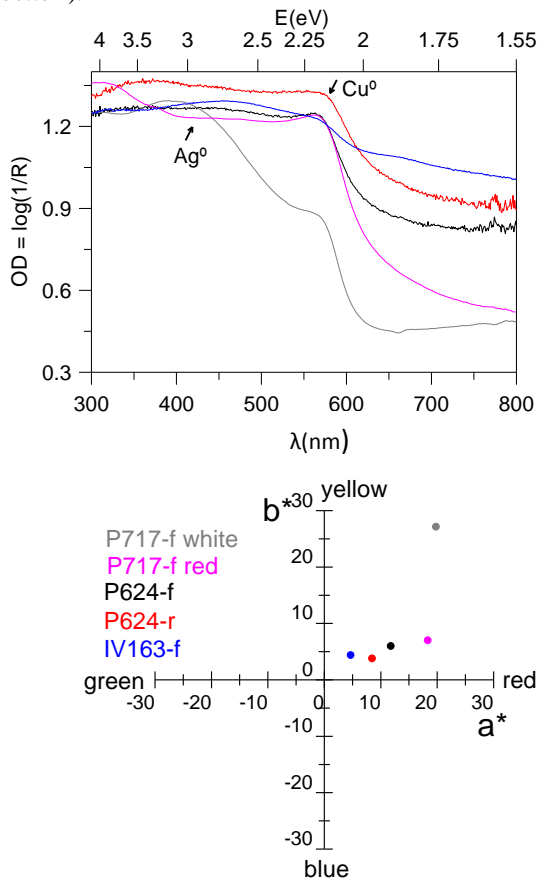 E(eV)
4 3.5 3 2.5 2.25 2 1.75 1.55
Cu⁰
Ag⁰
OD = log(1/R)
1.2
0.9
0.6
0.3
300 400 500 600 700 800
λ(nm)
30 yellow
b*
20
10
0
P717-f white
P717-f red
P624-f
P624-r
IV163-f
green
red
-30 -20 -10 0 10 20 30
a*
-10
-20
-30
blue